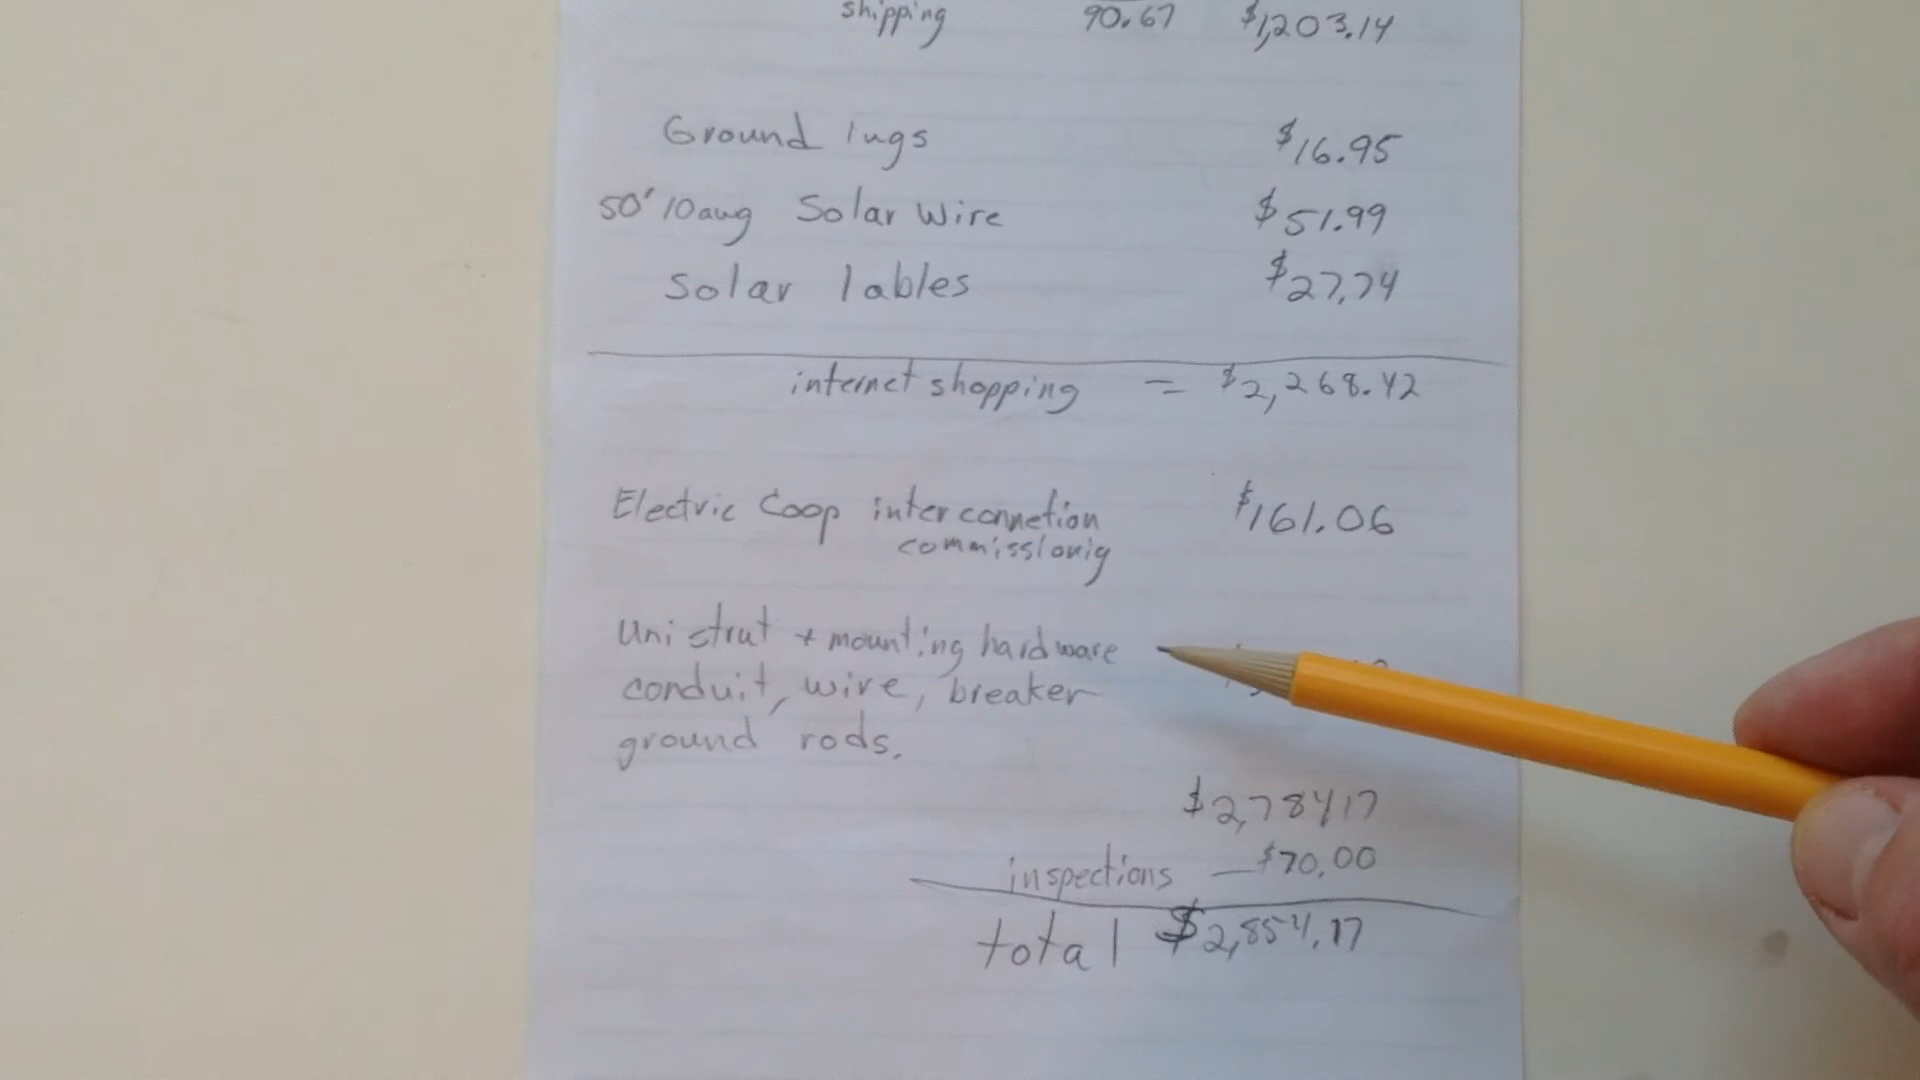 shipping 90.67 $1,203.14
Ground lugs $16.95
50' 10awg Solar Wire $51.99
Solar lables $27.74
internet shopping = $2,268.42
Electric Coop interconnetion $161.06
commissionig
Unistrut + mounting hardware
conduit, wire, breaker
ground rods.
$2,784.17
inspections — $70.00
total $2,854.17